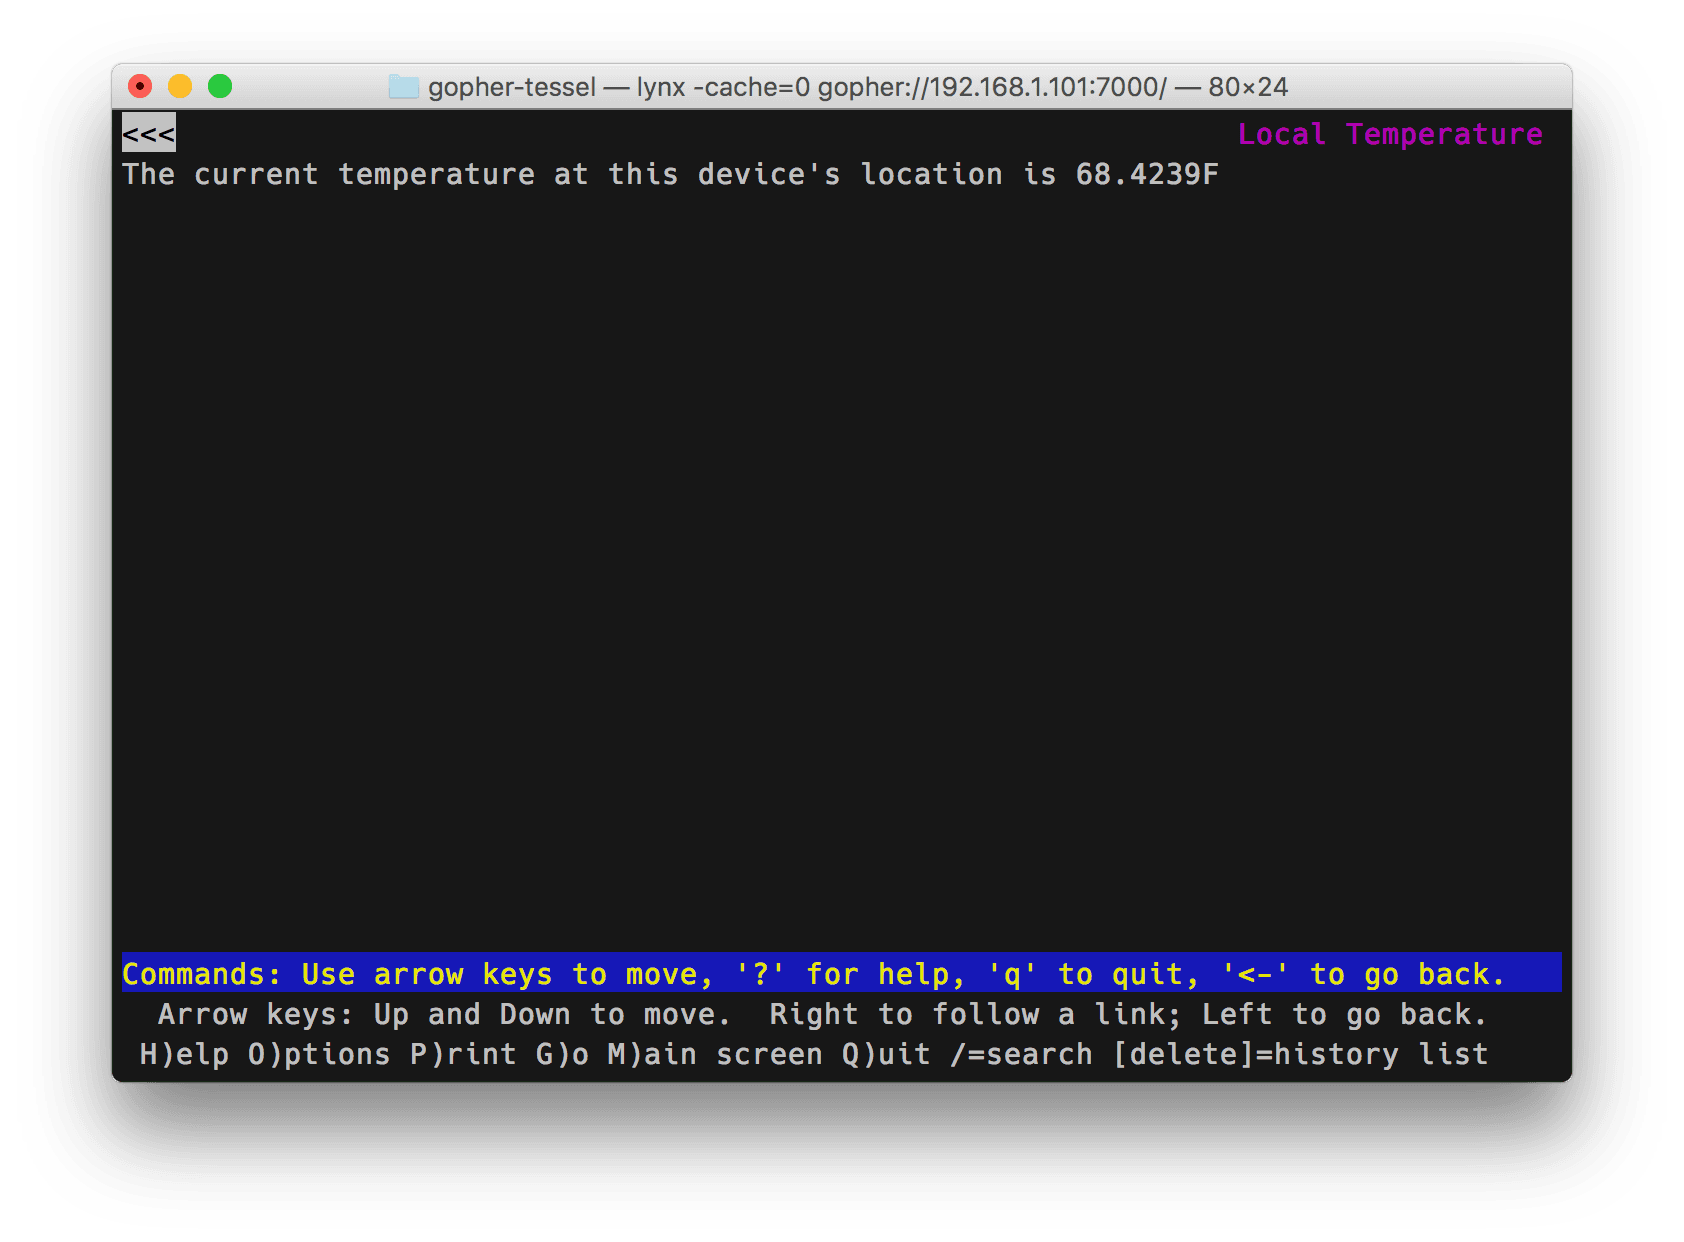 gopher-tessel — lynx -cache=0 gopher://192.168.1.101:7000/ — 80×24
<<< Local Temperature
The current temperature at this device's location is 68.4239F
Commands: Use arrow keys to move, '?' for help, 'q' to quit, '<-' to go back.
Arrow keys: Up and Down to move.  Right to follow a link; Left to go back.
H)elp O)ptions P)rint G)o M)ain screen Q)uit /=search [delete]=history list